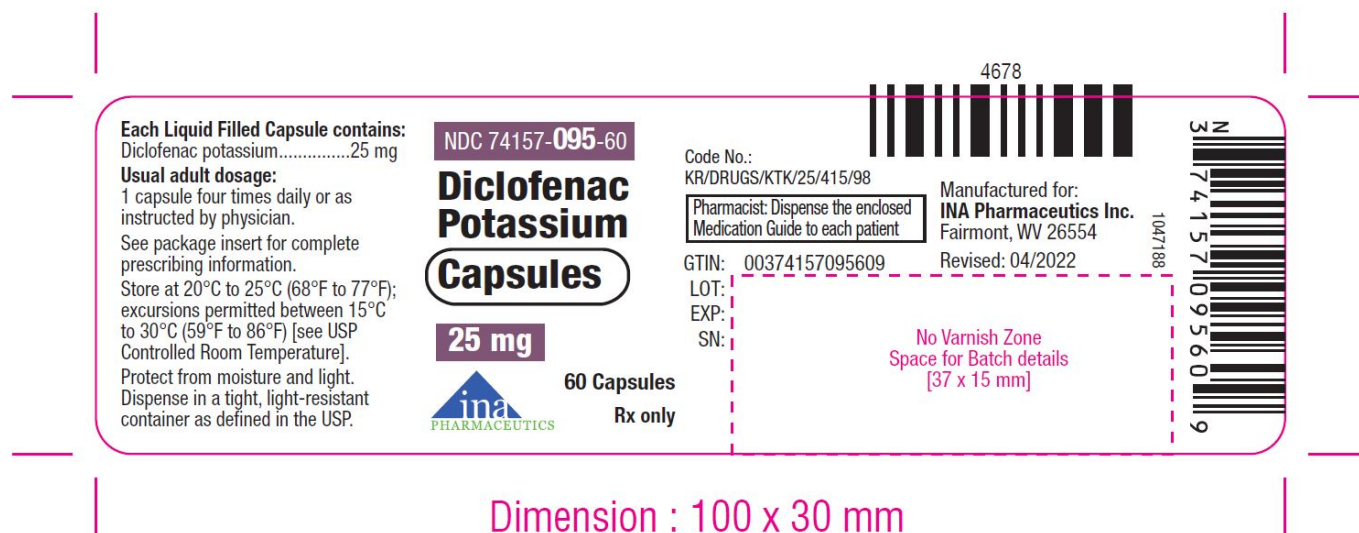 Each Liquid Filled Capsule contains:
Diclofenac potassium...............25 mg
Usual adult dosage:
1 capsule four times daily or as
instructed by physician.
See package insert for complete
prescribing information.
Store at 20°C to 25°C (68°F to 77°F);
excursions permitted between 15°C
to 30°C (59°F to 86°F) [see USP
Controlled Room Temperature].
Protect from moisture and light.
Dispense in a tight, light-resistant
container as defined in the USP.
NDC 74157-095-60
Diclofenac
Potassium
Capsules
25 mg
ina
PHARMACEUTICS
60 Capsules
Rx only
4678
Code No.:
KR/DRUGS/KTK/25/415/98
Pharmacist: Dispense the enclosed
Medication Guide to each patient
GTIN: 00374157095609
LOT:
EXP:
SN:
Manufactured for:
INA Pharmaceutics Inc.
Fairmont, WV 26554
Revised: 04/2022
1047188
No Varnish Zone
Space for Batch details
[37 x 15 mm]
N
3 74157 09560 9
Dimension : 100 x 30 mm